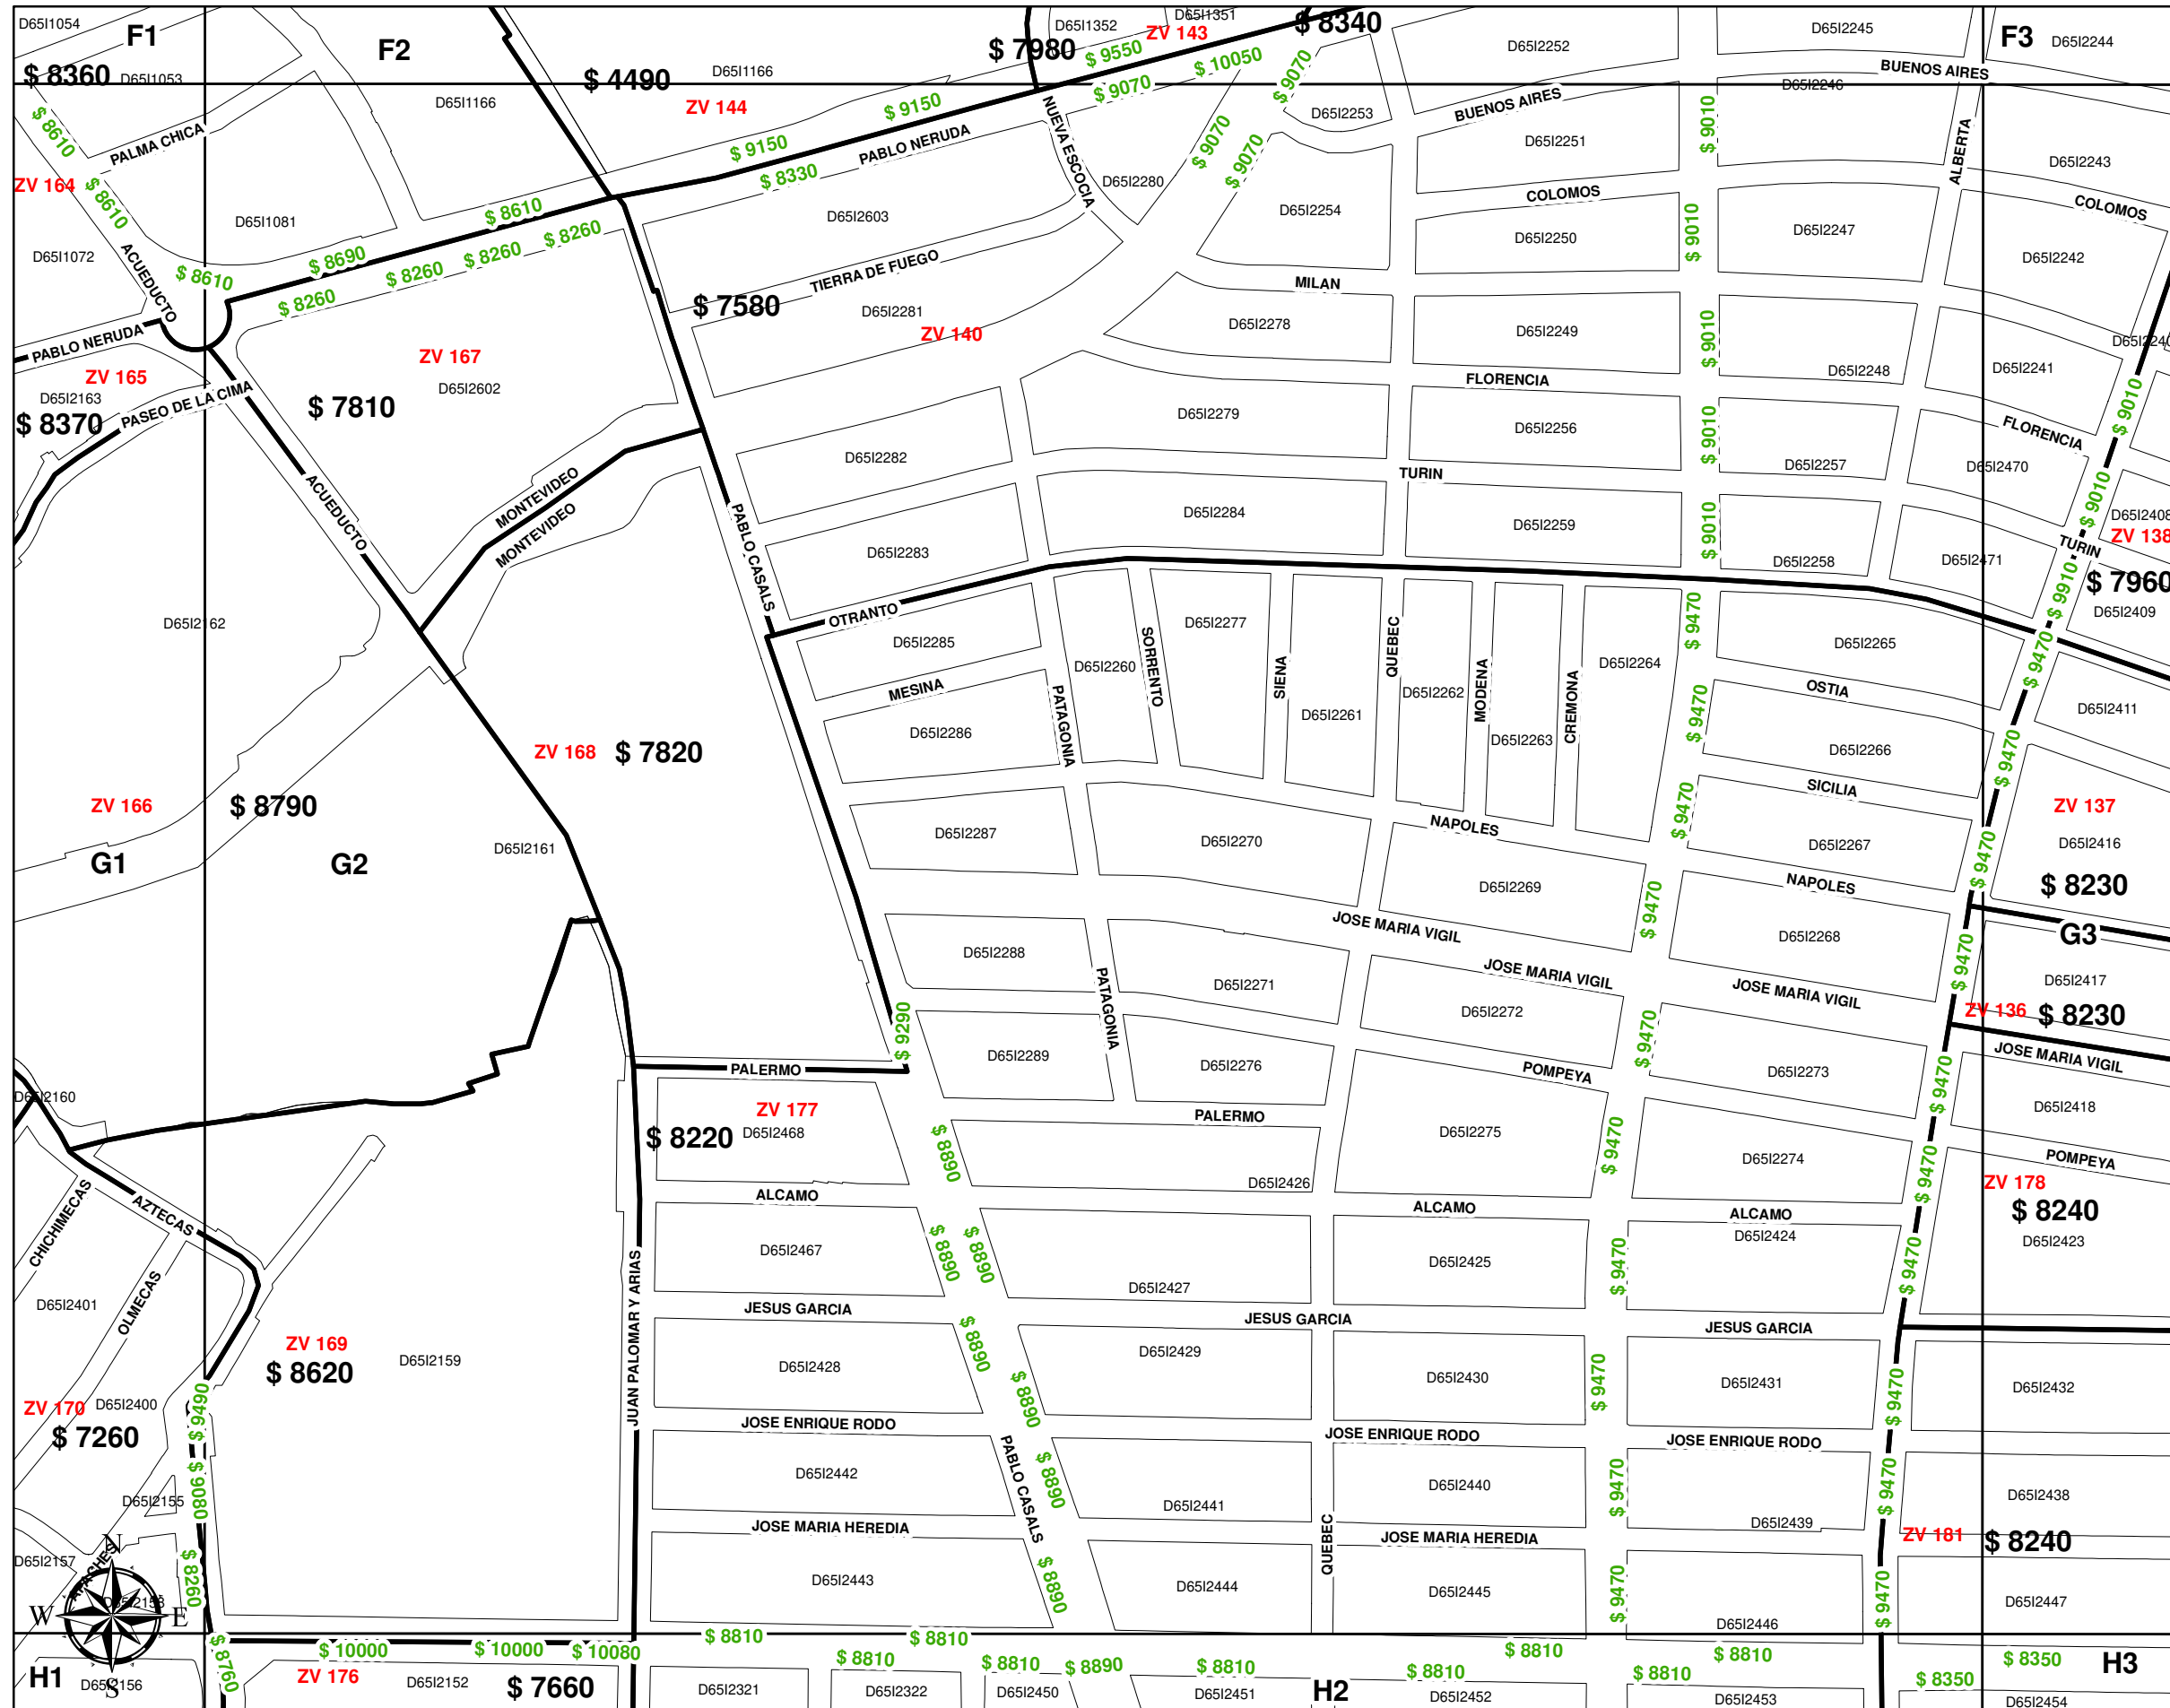 D65I1054
F1
F2
D65I1352
D65I1351
ZV 143
$ 8340
D65I2252
D65I2245
F3
D65I2244
$ 8360
D65I1053
$ 4490
D65I1166
$ 7980
$ 9550
$ 10050
$ 9070
BUENOS AIRES
D65I1166
ZV 144
$ 9150
$ 9070
D65I2253
BUENOS AIRES
D65I2246
$ 8610
PALMA CHICA
$ 9150
PABLO NERUDA
NUEVA ESCOCIA
$ 9070
$ 9070
D65I2251
$ 9010
ALBERTA
D65I2243
ZV 164
$ 8610
$ 8330
D65I2280
COLOMOS
COLOMOS
D65I1081
$ 8610
D65I2603
D65I2254
D65I2250
$ 9010
D65I2247
D65I1072
ACUEDUCTO
$ 8610
$ 8690
$ 8260
$ 8260
$ 8260
$ 8260
TIERRA DE FUEGO
MILAN
D65I2242
PABLO NERUDA
$ 7580
D65I2281
ZV 140
D65I2278
D65I2249
$ 9010
D65I2240
ZV 165
ZV 167
D65I2163
PASEO DE LA CIMA
D65I2602
FLORENCIA
D65I2248
D65I2241
$ 8370
$ 7810
D65I2279
D65I2256
$ 9010
$ 9010
FLORENCIA
D65I2282
TURIN
D65I2257
D65I2470
ACUEDUCTO
MONTEVIDEO
MONTEVIDEO
PABLO CASALS
D65I2284
D65I2259
$ 9010
$ 9010
D65I2408
ZV 138
D65I2283
D65I2258
D65I2471
TURIN
$ 7960
$ 9910
D65I2409
D65I2162
OTRANTO
D65I2285
SORRENTO
D65I2277
QUEBEC
$ 9470
D65I2265
$ 9470
MESINA
D65I2260
SIENA
D65I2262
MODENA
CREMONA
D65I2264
OSTIA
D65I2286
PATAGONIA
D65I2261
D65I2263
$ 9470
D65I2266
D65I2411
ZV 168
$ 7820
$ 9470
ZV 166
$ 8790
SICILIA
ZV 137
G1
G2
D65I2161
D65I2287
D65I2270
NAPOLES
$ 9470
D65I2267
D65I2416
$ 9470
D65I2269
NAPOLES
$ 8230
$ 9470
JOSE MARIA VIGIL
D65I2268
G3
D65I2288
D65I2271
JOSE MARIA VIGIL
JOSE MARIA VIGIL
$ 9470
D65I2417
PATAGONIA
D65I2272
ZV 136
$ 8230
$ 9290
D65I2289
D65I2276
POMPEYA
$ 9470
D65I2273
JOSE MARIA VIGIL
PALERMO
$ 9470
D65I2160
ZV 177
PALERMO
D65I2418
$ 8220
D65I2468
$ 8890
D65I2275
$ 9470
D65I2274
POMPEYA
$ 9470
D65I2426
ZV 178
ALCAMO
ALCAMO
ALCAMO
$ 8240
CHICHIMECAS
AZTECAS
D65I2467
$ 8890
$ 8890
D65I2425
D65I2424
D65I2423
$ 9470
$ 9470
D65I2401
OLMECAS
JUAN PALOMAR Y ARIAS
D65I2427
JESUS GARCIA
JESUS GARCIA
JESUS GARCIA
ZV 169
$ 8620
D65I2159
D65I2428
$ 8890
D65I2429
D65I2430
$ 9470
D65I2431
D65I2432
$ 9470
ZV 170
D65I2400
$ 9490
$ 8890
$ 7260
JOSE ENRIQUE RODO
JOSE ENRIQUE RODO
JOSE ENRIQUE RODO
$ 9080
D65I2442
PABLO CASALS
$ 8890
D65I2441
D65I2440
$ 9470
$ 9470
D65I2438
D65I2155
JOSE MARIA HEREDIA
JOSE MARIA HEREDIA
D65I2439
ZV 181
$ 8240
D65I2157
N
APACHES
$ 8260
D65I2443
$ 8890
D65I2444
QUEBEC
D65I2445
$ 9470
$ 9470
D65I2447
W
E
D65I2446
$ 8760
$ 10000
$ 10000
$ 10080
$ 8810
$ 8810
$ 8810
$ 8810
$ 8890
$ 8810
$ 8810
$ 8810
$ 8810
$ 8810
$ 8350
$ 8350
H1
S
D65I2156
ZV 176
D65I2152
$ 7660
D65I2321
D65I2322
D65I2450
D65I2451
H2
D65I2452
D65I2453
D65I2454
H3